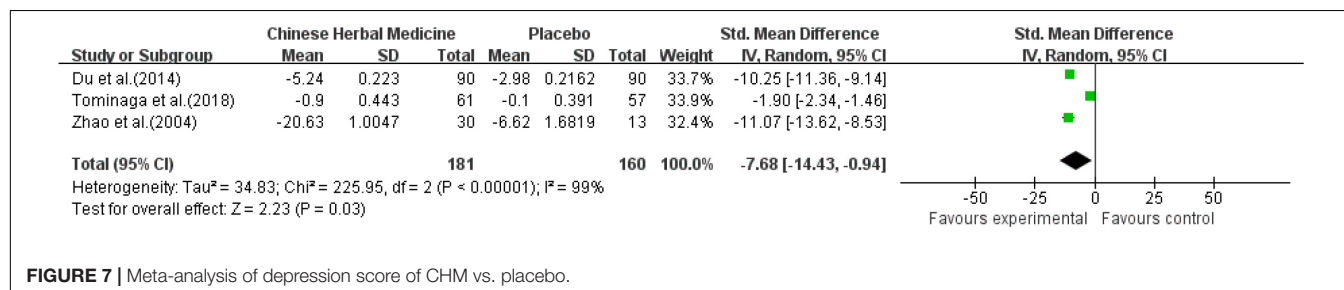 Chinese Herbal Medicine Placebo Std. Mean Difference Std. Mean Difference
Study or Subgroup Mean SD Total Mean SD Total Weight IV, Random, 95% CI IV, Random, 95% CI
Du et al.(2014) -5.24 0.223 90 -2.98 0.2162 90 33.7% -10.25 [-11.36, -9.14]
Tominaga et al.(2018) -0.9 0.443 61 -0.1 0.391 57 33.9% -1.90 [-2.34, -1.46]
Zhao et al.(2004) -20.63 1.0047 30 -6.62 1.6819 13 32.4% -11.07 [-13.62, -8.53]
Total (95% CI) 181 160 100.0% -7.68 [-14.43, -0.94]
Heterogeneity: Tau² = 34.83; Chi² = 225.95, df = 2 (P < 0.00001); I² = 99%
Test for overall effect: Z = 2.23 (P = 0.03)
-50 -25 0 25 50
Favours experimental Favours control
FIGURE 7 | Meta-analysis of depression score of CHM vs. placebo.